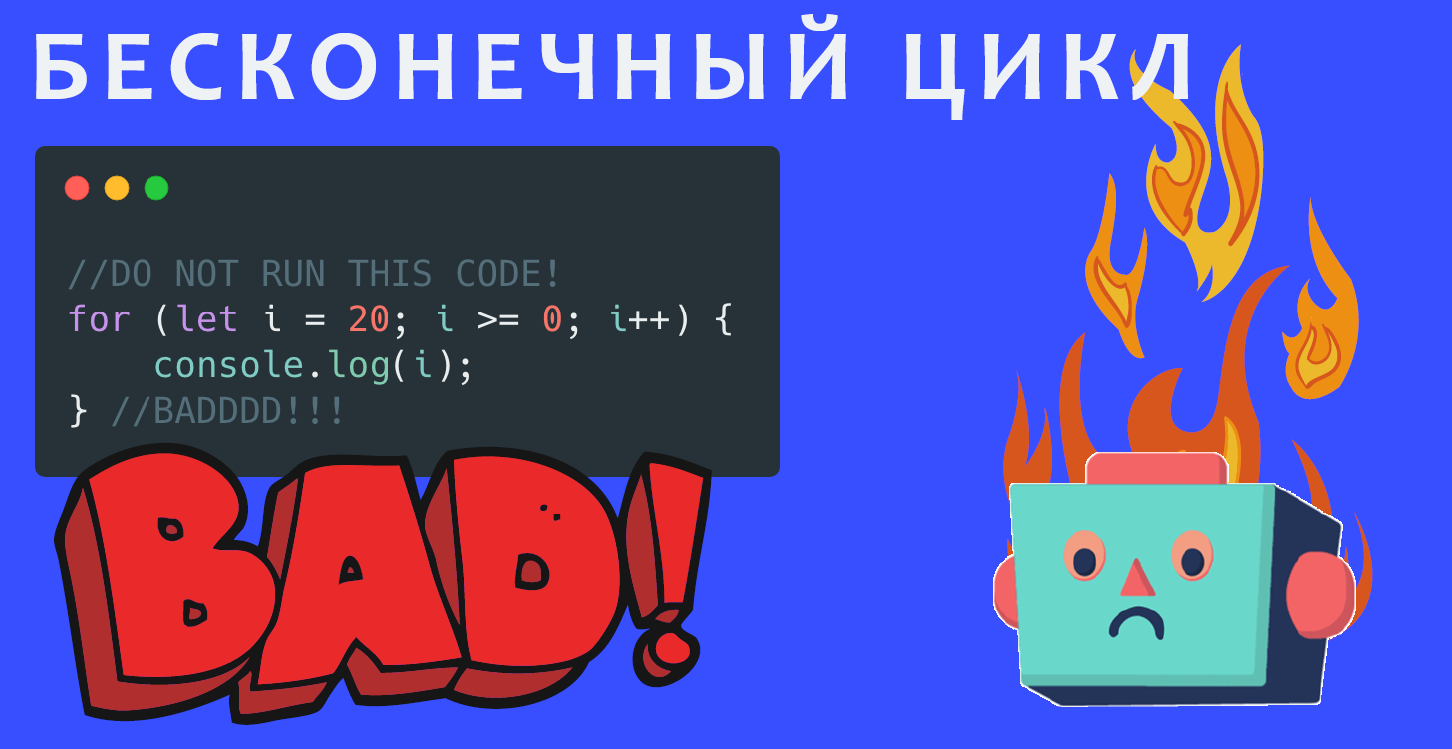 БЕСКОНЕЧНЫЙ ЦИКЛ
//DO NOT RUN THIS CODE!
for (let i = 20; i >= 0; i++) {
    console.log(i);
} //BADDDD!!!
BAD!